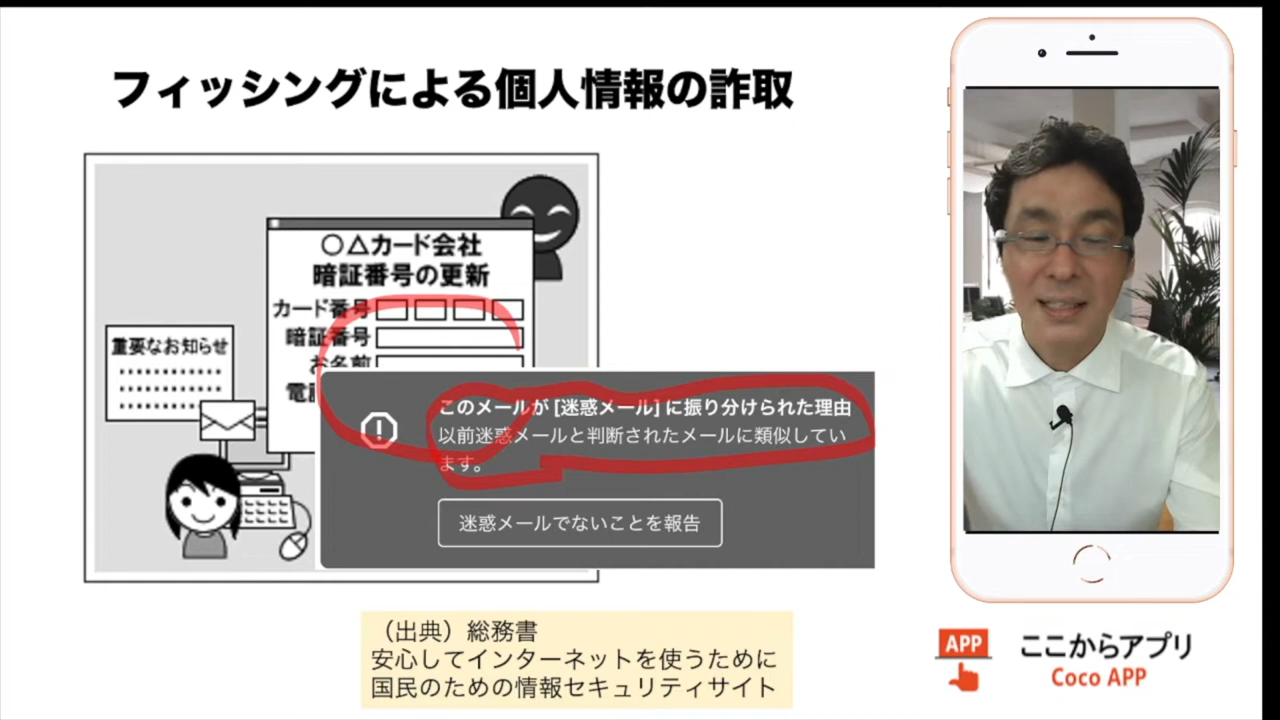 フィッシングによる個人情報の詐取
○△カード会社
暗証番号の更新
カード番号
暗証番号
お名前
電
重要なお知らせ
このメールが [迷惑メール] に振り分けられた理由
以前迷惑メールと判断されたメールに類似してい
ます。
迷惑メールでないことを報告
（出典）総務書
安心してインターネットを使うために
国民のための情報セキュリティサイト
APP
ここからアプリ
Coco APP